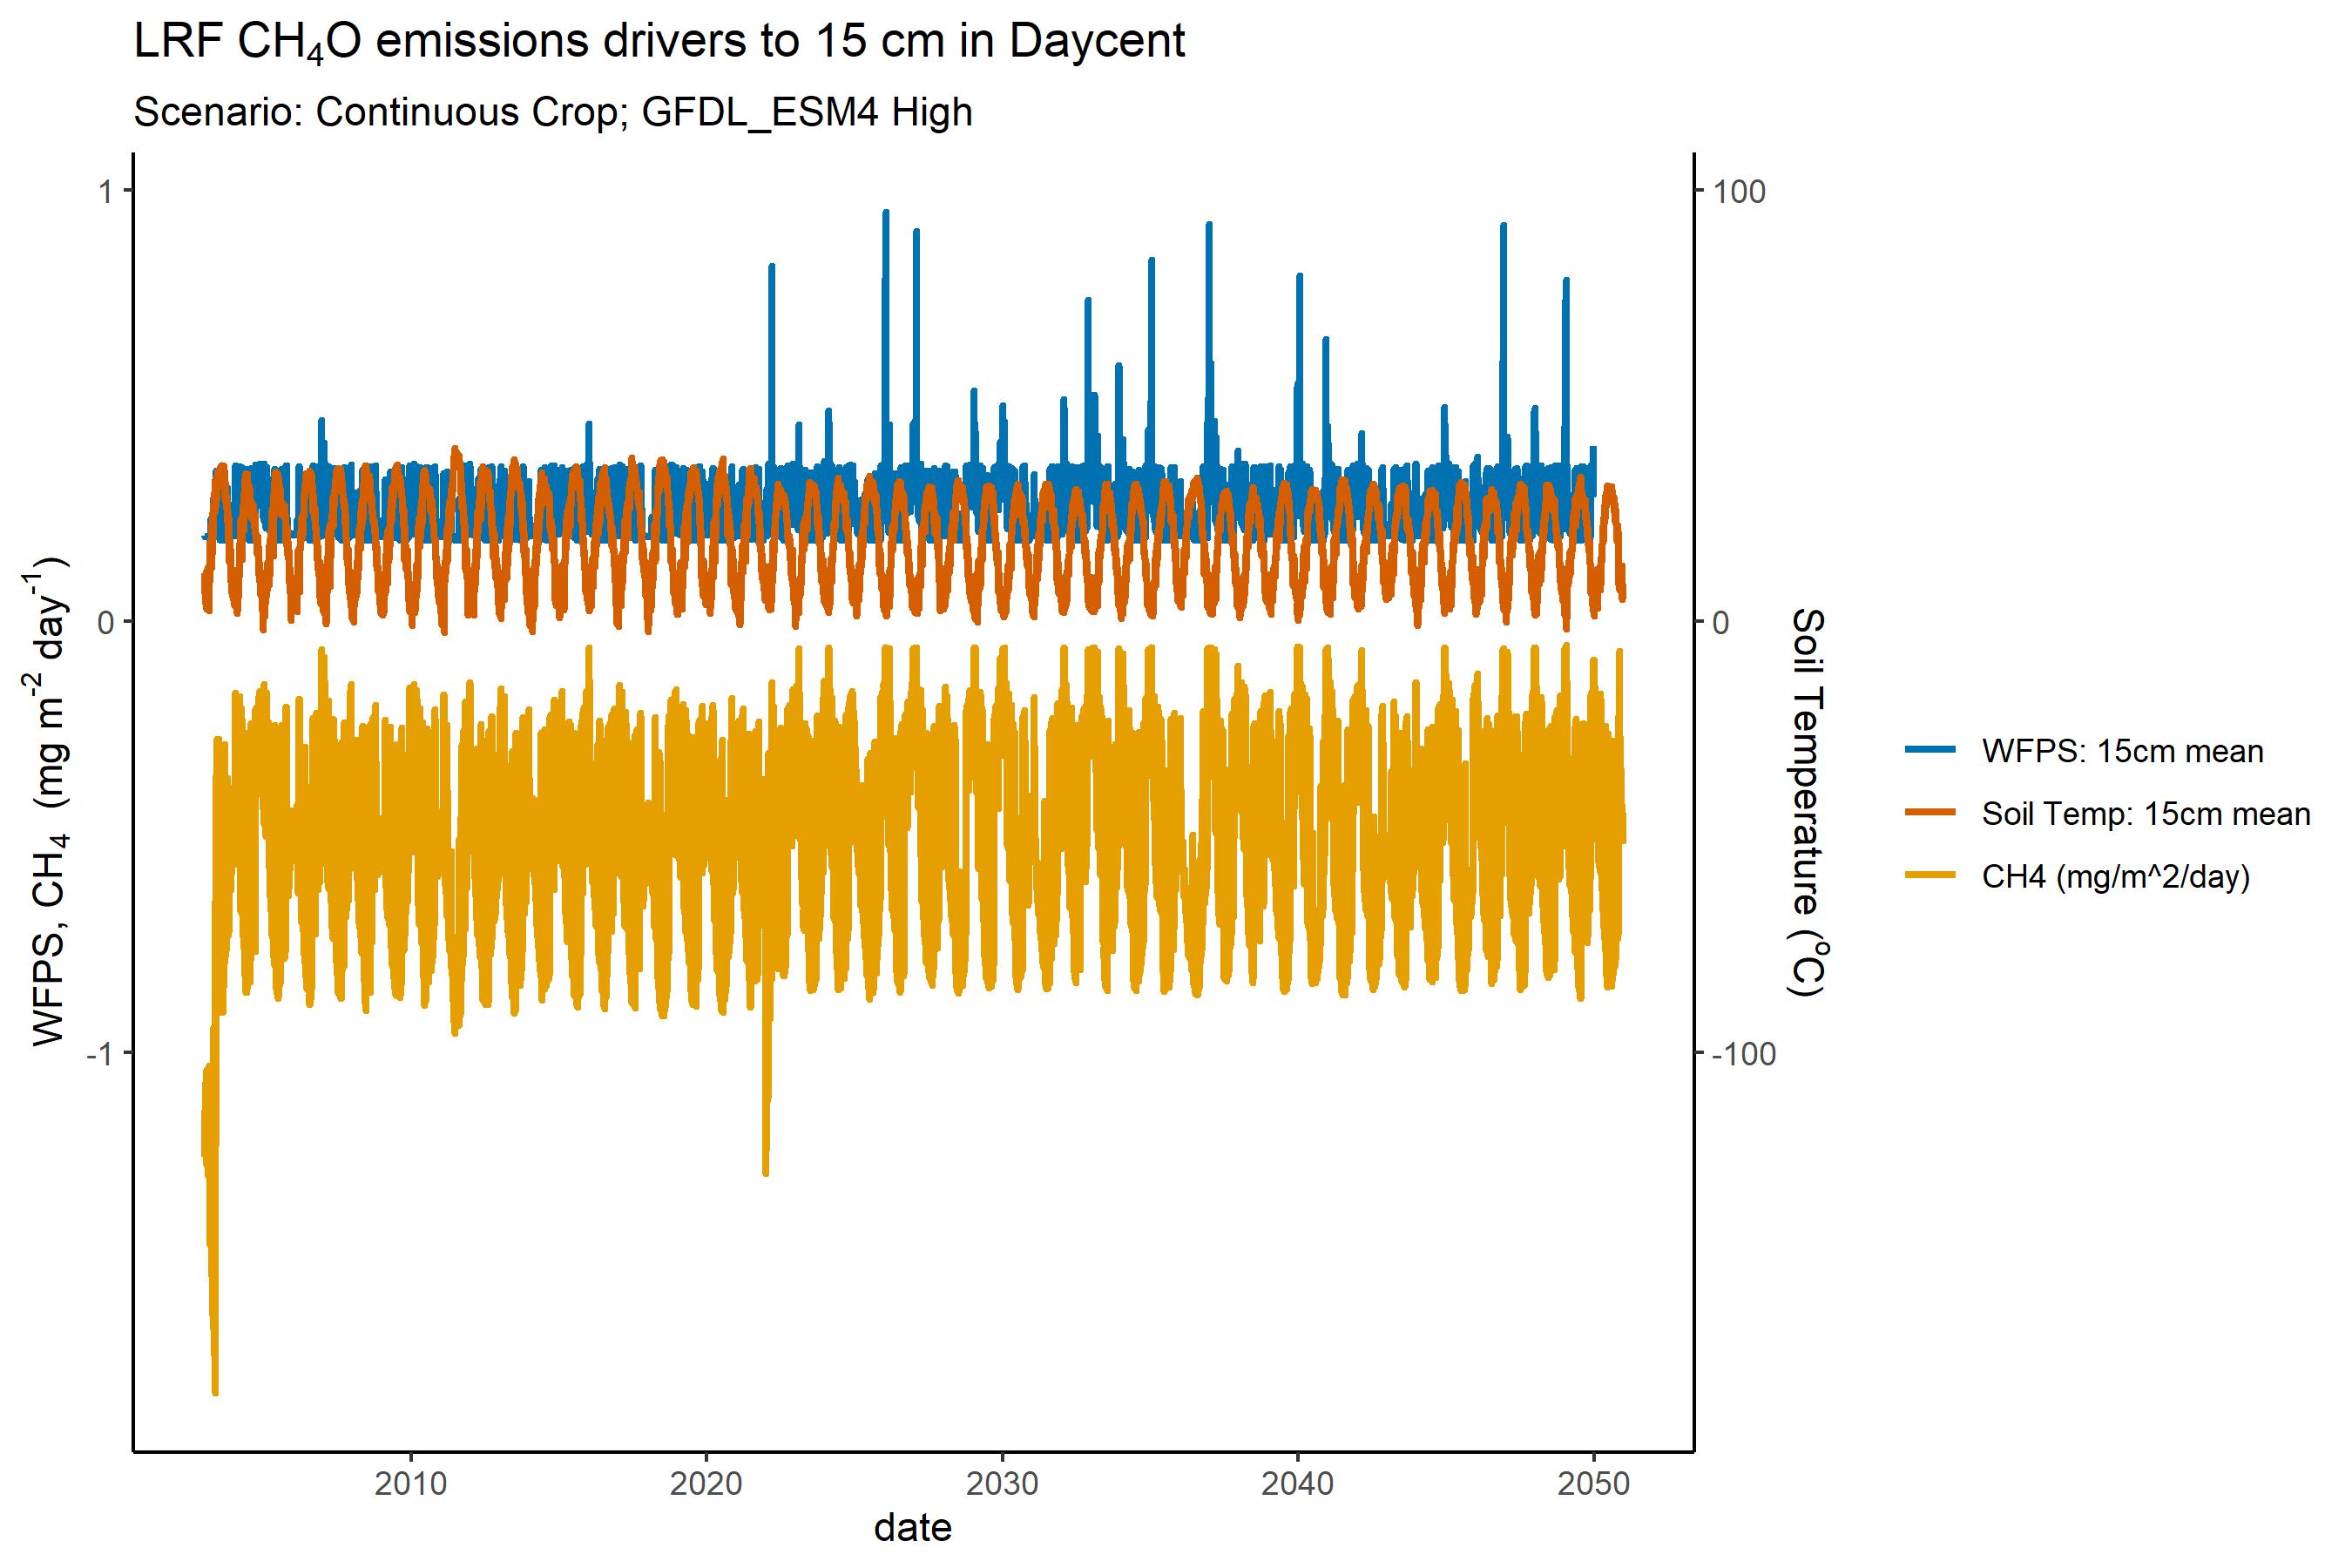 LRF CH₄O emissions drivers to 15 cm in Daycent
Scenario: Continuous Crop; GFDL_ESM4 High
WFPS, CH₄ (mg m⁻² day⁻¹)
1
0
-1
100
0
-100
Soil Temperature (⁰C)
2010
2020
2030
2040
2050
date
WFPS: 15cm mean
Soil Temp: 15cm mean
CH4 (mg/m^2/day)